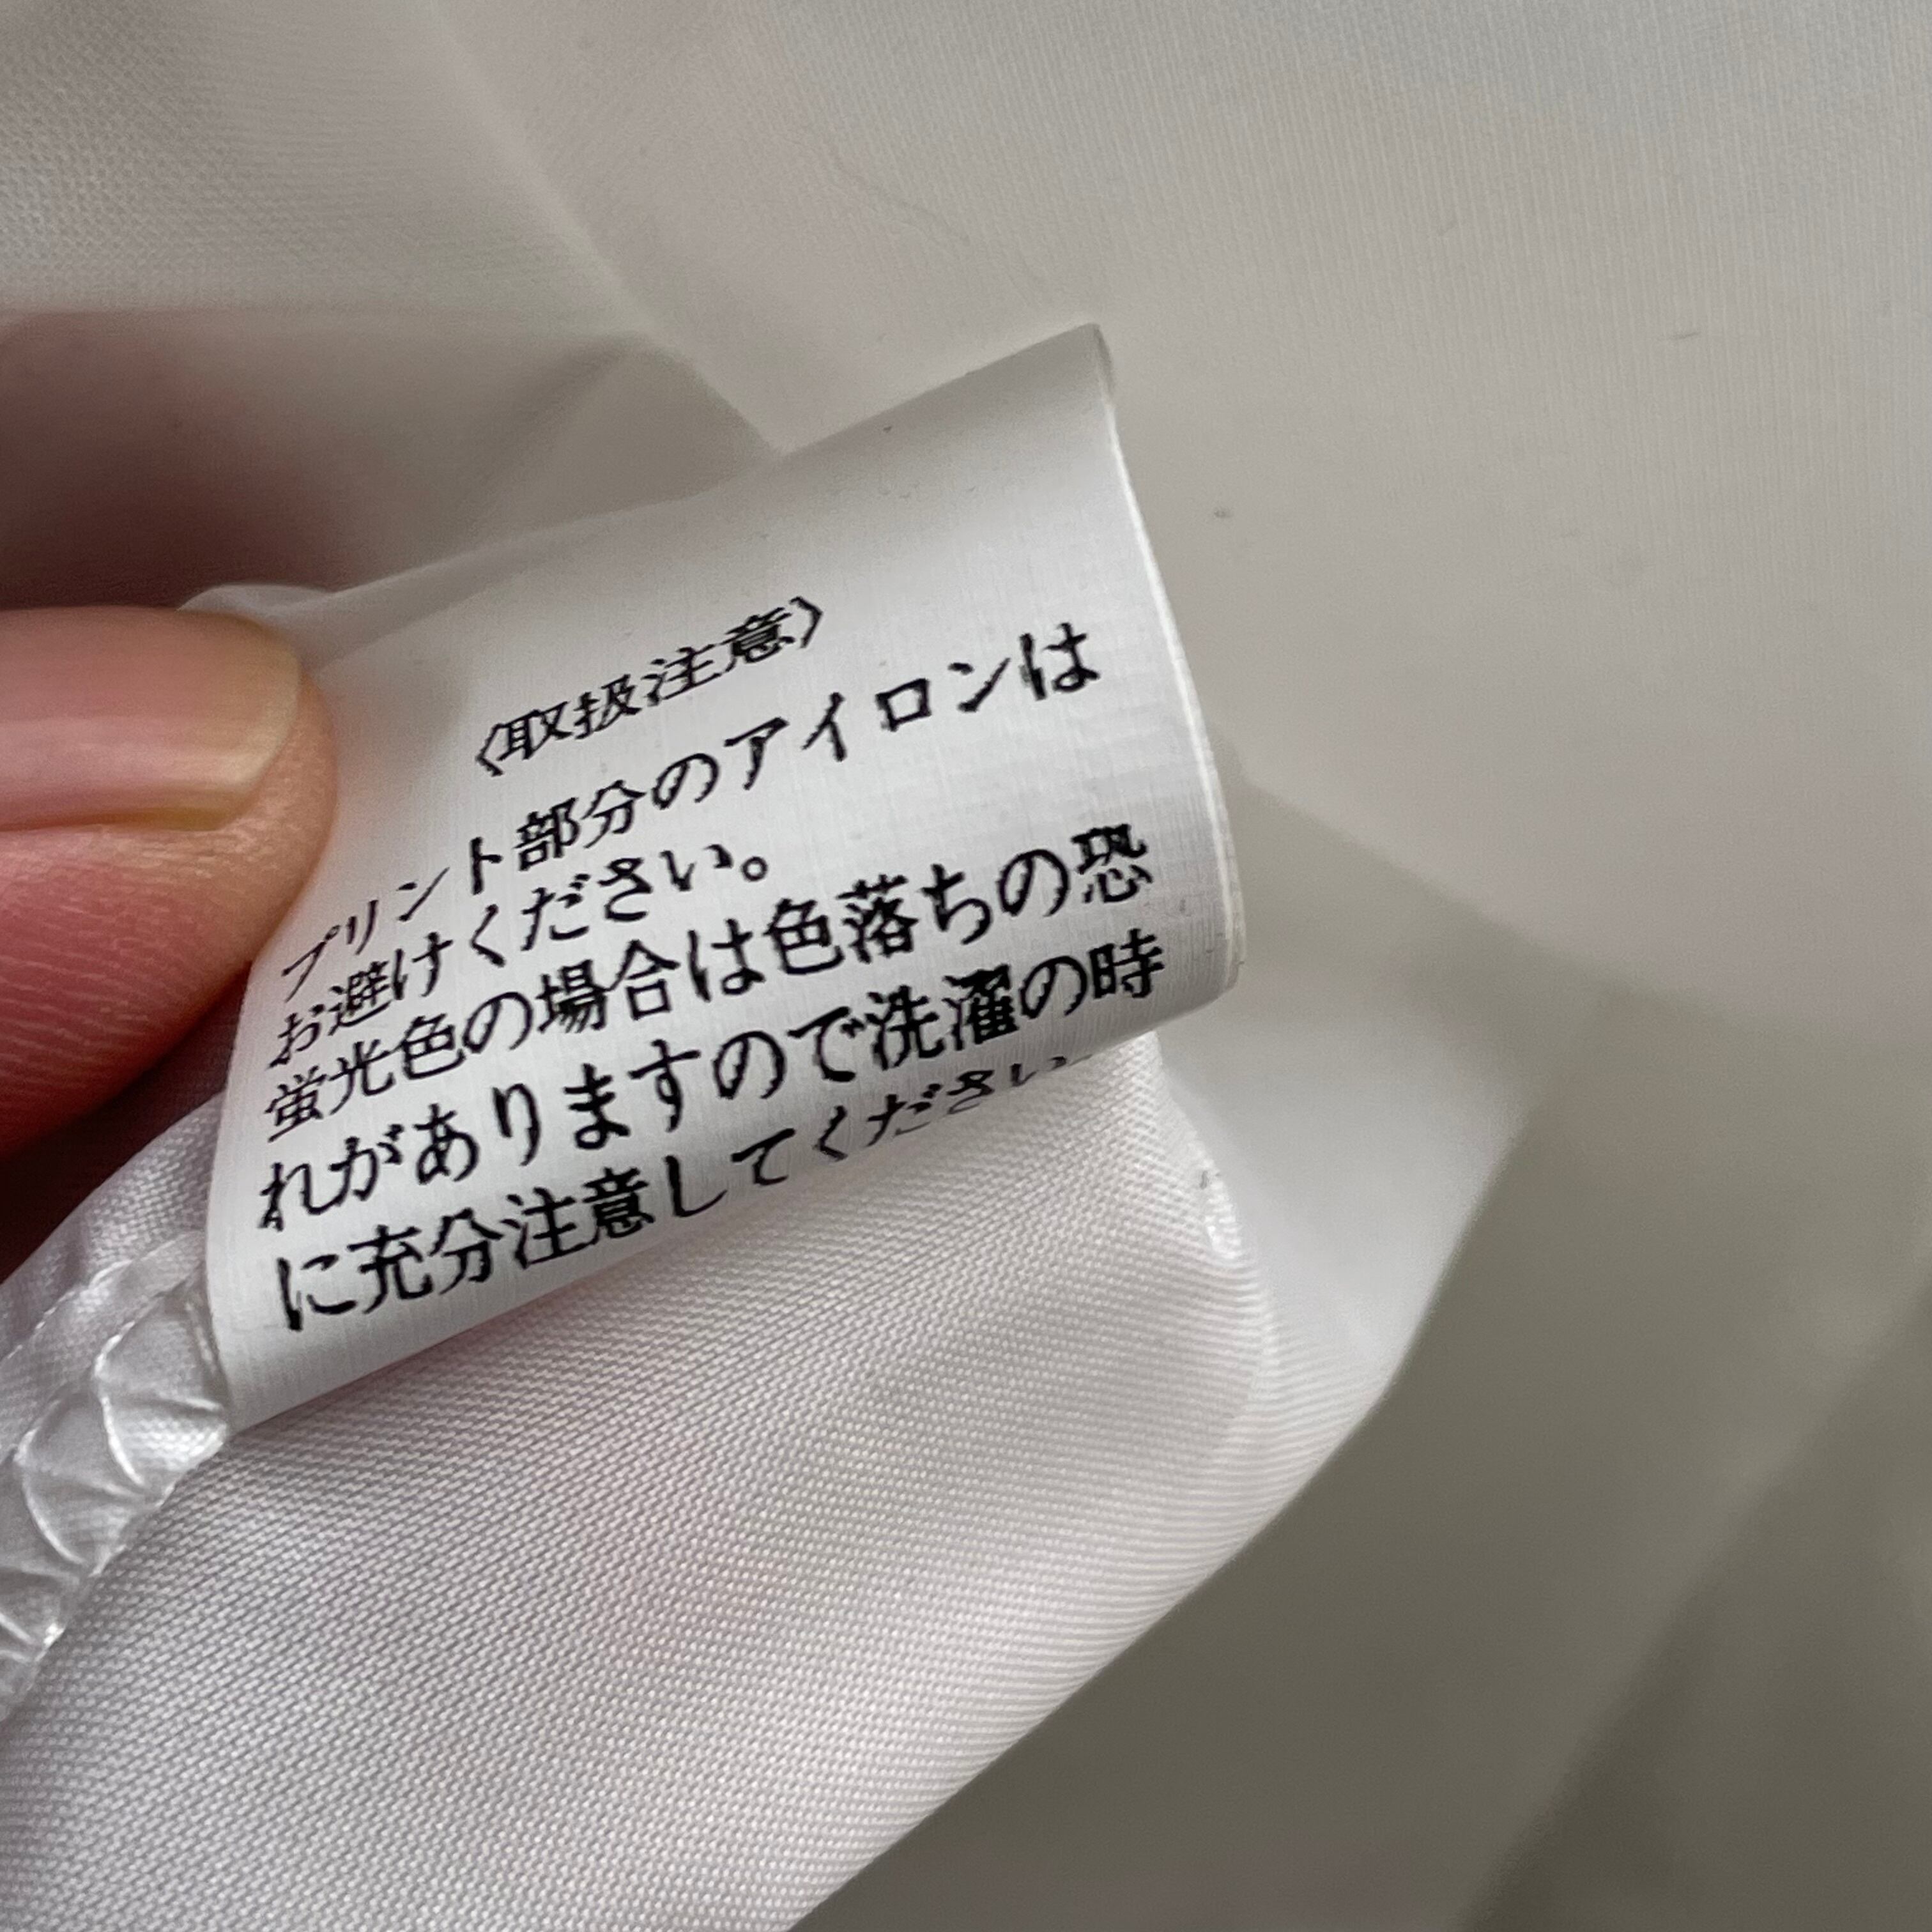 〈取扱注意〉
プリント部分のアイロンは
お避けください。
蛍光色の場合は色落ちの恐
れがありますので洗濯の時
に充分注意してください